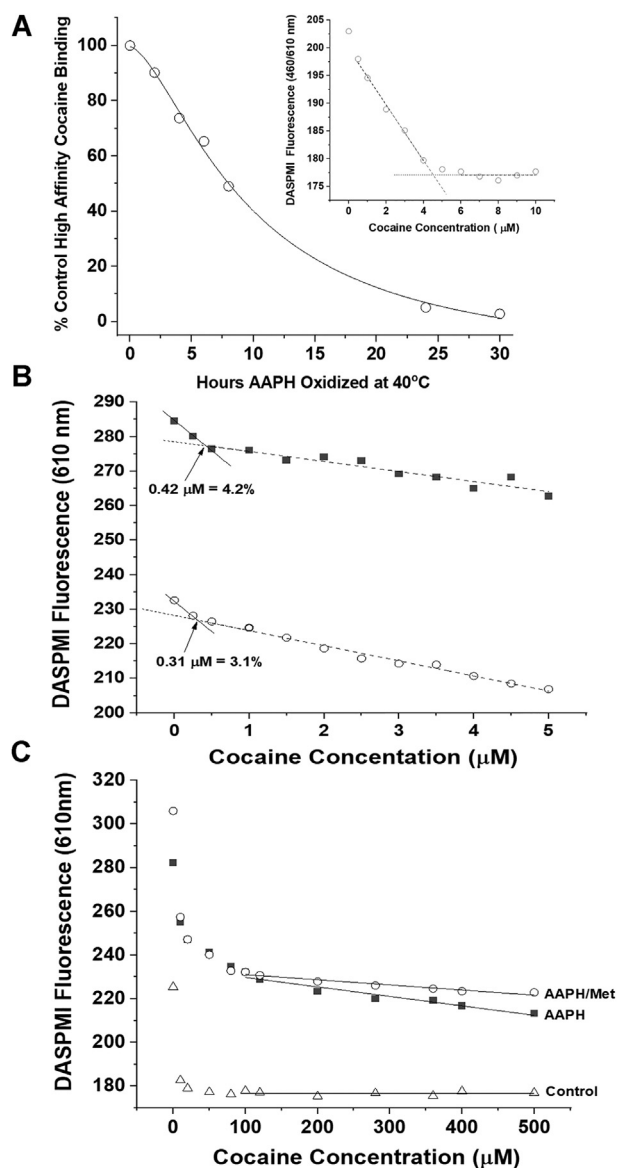 A
% Control High Affinity Cocaine Binding
100
80
60
40
20
0
0 5 10 15 20 25 30
Hours AAPH Oxidized at 40°C
DASPMI Fluorescence (460/610 nm)
205
200
195
190
185
180
175
0 2 4 6 8 10
Cocaine Concentration ( µM)
B
DASPMI Fluorescence (610 nm)
290
280
270
260
250
240
230
220
210
200
0.42 µM = 4.2%
0.31 µM = 3.1%
0 1 2 3 4 5
Cocaine Concentation (µM)
C
DASPMI Fluorescence (610nm)
320
300
280
260
240
220
200
180
AAPH/Met
AAPH
Control
0 100 200 300 400 500
Cocaine Concentration (µM)